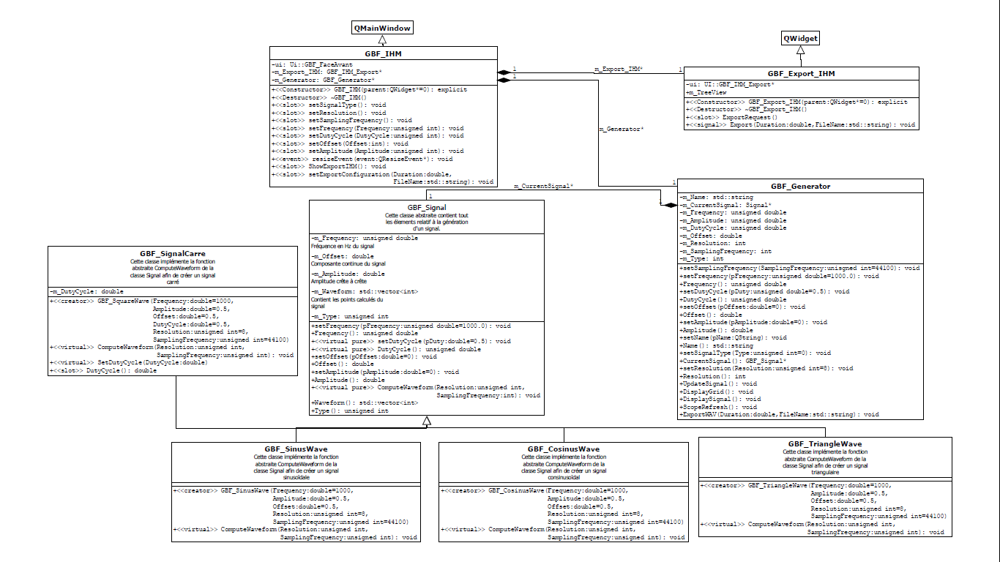 QMainWindow
GBF_IHM
-ui: Ui::GBF_FaceAvant
-m_Export_IHM: GBF_IHM_Export*
-m_Generator: GBF_Generator*
+<<Constructor>> GBF_IHM(parent:QWidget*=0): explicit
+<<Destructor>> ~GBF_IHM()
+<<slot>> setSignalType(): void
+<<slot>> setResolution(): void
+<<slot>> setSamplingFrequency(): void
+<<slot>> setFrequency(Frequency:unsigned int): void
+<<slot>> setDutyCycle(DutyCycle:unsigned int): void
+<<slot>> setOffset(Offset:int): void
+<<slot>> setAmplitude(Amplitude:unsigned int): void
+<<event>> resizeEvent(event:QResizeEvent*): void
+<<slot>> ShowExportIHM(): void
+<<slot>> setExportConfiguration(Duration:double,
FileName:std::string): void
1
m_Export_IHM*
1
1
m_Generator*
1
QWidget
GBF_Export_IHM
-ui: UI::GBF_IHM_Export*
+m_TreeView
+<<Constructor>> GBF_Export_IHM(parent:QWidget*=0): explicit
+<<Destructor>> ~GBF_Export_IHM()
+<<slot>> ExportRequest()
+<<signal>> Export(Duration:double,FileName:std::string): void
m_CurrentSignal*
1
1
GBF_Generator
-m_Name: std::string
-m_CurrentSignal: Signal*
-m_Frequency: unsigned double
-m_Amplitude: unsigned double
-m_DutyCycle: unsigned double
-m_Offset: double
-m_Resolution: int
-m_SamplingFrequency: int
-m_Type: int
+setSamplingFrequency(SamplingFrequency:unisgned int=44100): void
+setFrequency(pFrequency:unsigned double=1000.0): void
+Frequency(): unsigned double
+setDutyCycle(pDuty:unsigned double=0.5): void
+DutyCycle(): unsigned double
+setOffset(pOffset:double=0): void
+Offset(): double
+setAmplitude(pAmplitude:double=0): void
+Amplitude(): double
+setName(pName:QString): void
+Name(): std::string
+setSignalType(Type:unsigned int=0): void
+CurrentSignal(): GBF_Signal*
+setResolution(Resolution:unsigned int=8): void
+Resolution(): int
+UpdateSignal(): void
+DisplayGrid(): void
+DisplaySignal(): void
+ScopeRefresh(): void
+ExportWAV(Duration:double,FileName:std::string): void
GBF_Signal
Cette classe abstraite contient tout
les élements relatif à la génération
d'un signal.
-m_Frequency: unsigned double
Fréquence en Hz du signal
-m_Offset: double
Composante continue du signal
-m_Amplitude: double
Amplitude crête à crête
-m_Waveform: std::vector<int>
Contient les points calculés du
signal
-m_Type: unsigned int
+setFrequency(pFrequency:unsigned double=1000.0): void
+Frequency(): unsigned double
+<<virtual pure>> setDutyCycle(pDuty:double=0.5): void
+<<virtual pure>> DutyCycle(): unsigned double
+setOffset(pOffset:double=0): void
+Offset(): double
+setAmplitude(pAmplitude:double=0): void
+Amplitude(): double
+<<virtual pure>> ComputeWaveform(Resolution:unsigned int,
SamplingFrequency:int): void
+Waveform(): std::vector<int>
+Type(): unsigned int
GBF_SignalCarre
Cette classe implémente la fonction
abstraite ComputeWaveform de la
classe Signal afin de créer un signal
carré
-m_DutyCycle: double
+<<creator>> GBF_SquareWave(Frequency:double=1000,
Amplitude:double=0.5,
Offset:double=0.5,
DutyCycle:double=0.5,
Resolution:unsigned int=8,
SamplingFrequency:unsigned int=44100)
+<<virtual>> ComputeWaveform(Resolution:unsigned int,
SamplingFrequency:unsigned int): void
+<<virtual>> SetDutyCycle(DutyCycle:double)
+<<slot>> DutyCycle(): double
GBF_SinusWave
Cette classe implémente la fonction
abstraite ComputeWaveform de la
classe Signal afin de créer un signal
sinusoïdale
+<<creator>> GBF_SinusWave(Frequency:double=1000,
Amplitude:double=0.5,
Offset:double=0.5,
Resolution:unsigned int=8,
SamplingFrequency:unsigned int=44100)
+<<virtual>> ComputeWaveform(Resolution:unsigned int,
SamplingFrequency:unsigned int): void
GBF_CosinusWave
Cette classe implémente la fonction
abstraite ComputeWaveform de la
classe Signal afin de créer un signal
consinusoïdal
+<<creator>> GBF_CosinusWave(Frequency:double=1000,
Amplitude:double=0.5,
Offset:double=0.5,
Resolution:unsigned int=8,
SamplingFrequency:unsigned int=44100)
+<<virtual>> ComputeWaveform(Resolution:unsigned int,
SamplingFrequency:unsigned int): void
GBF_TriangleWave
Cette classe implémente la fonction
abstraite ComputeWaveform de la
classe Signal afin de créer un signal
triangulaire
+<<creator>> GBF_TriangleWave(Frequency:double=1000,
Amplitude:double=0.5,
Offset:double=0.5,
Resolution:unsigned int=8,
SamplingFrequency:unsigned int=44100)
+<<virtual>> ComputeWaveform(Resolution:unsigned int,
SamplingFrequency:unsigned int): void